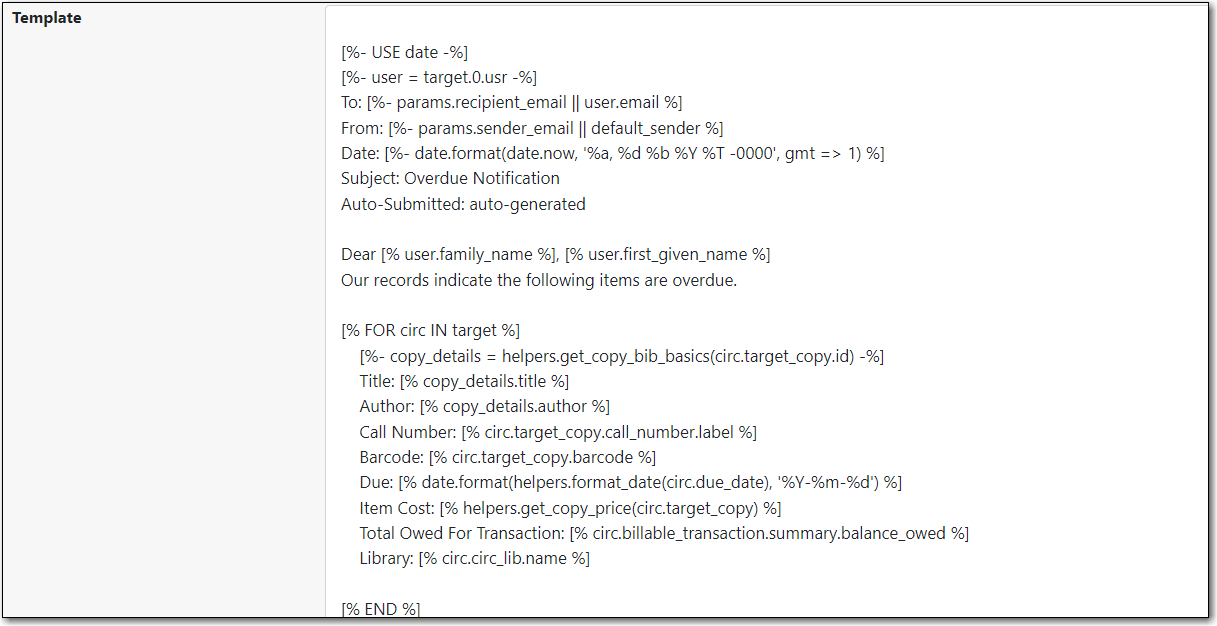 Template
[%- USE date -%]
[%- user = target.0.usr -%]
To: [%- params.recipient_email || user.email %]
From: [%- params.sender_email || default_sender %]
Date: [%- date.format(date.now, '%a, %d %b %Y %T -0000', gmt => 1) %]
Subject: Overdue Notification
Auto-Submitted: auto-generated
Dear [% user.family_name %], [% user.first_given_name %]
Our records indicate the following items are overdue.
[% FOR circ IN target %]
[%- copy_details = helpers.get_copy_bib_basics(circ.target_copy.id) -%]
Title: [% copy_details.title %]
Author: [% copy_details.author %]
Call Number: [% circ.target_copy.call_number.label %]
Barcode: [% circ.target_copy.barcode %]
Due: [% date.format(helpers.format_date(circ.due_date), '%Y-%m-%d') %]
Item Cost: [% helpers.get_copy_price(circ.target_copy) %]
Total Owed For Transaction: [% circ.billable_transaction.summary.balance_owed %]
Library: [% circ.circ_lib.name %]
[% END %]